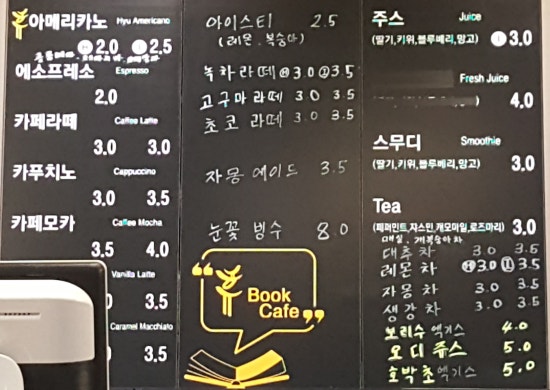 아메리카노 Hyu Americano
H 2.0 I 2.5
에소프레소 Espresso
2.0
카페라떼 Caffee Latte
3.0 3.0
카푸치노 Cappuccino
3.0 3.5
카페모카 Caffee Mocha
3.5 4.0
Vanilla Latte
3.5
Caramel Macchiato
3.5
아이스티 2.5
(레몬, 복숭아)
녹차라떼 H 3.0 I 3.5
고구마라떼 3.0 3.5
초코라떼 3.0 3.5
자몽에이드 3.5
눈꽃 빙수 8.0
Book
Cafe
주스 Juice
(딸기,키위,블루베리,망고) I 3.0
Fresh Juice
4.0
스무디 Smoothie
(딸기,키위,블루베리,망고) 3.0
Tea
(페퍼민트,쟈스민,캐모마일,로즈마리) 3.0
매실, 개복숭아차
대추차 3.0 3.5
레몬차 H 3.0 I 3.5
자몽차 3.0 3.5
생강차 3.0 3.5
보리수 엑기스 4.0
오디 쥬스 5.0
호박초엑기스 5.0